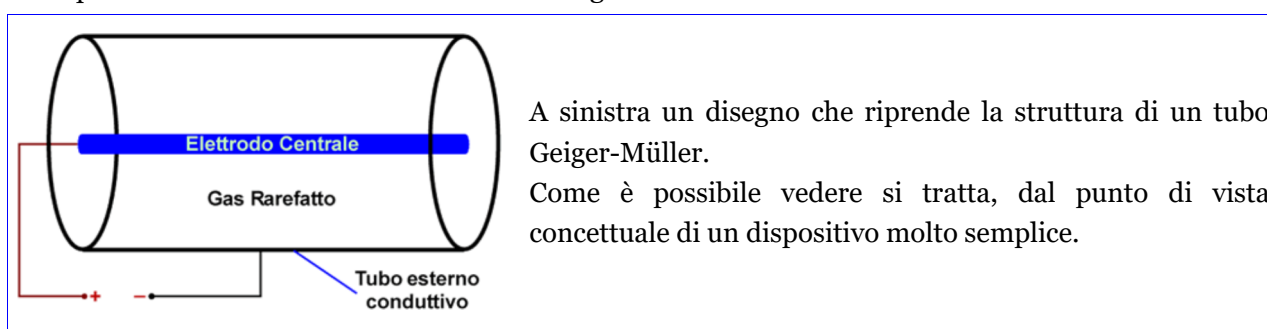 Elettrodo Centrale
Gas Rarefatto
Tubo esterno
conduttivo
+ –
A sinistra un disegno che riprende la struttura di un tubo
Geiger-Müller.
Come è possibile vedere si tratta, dal punto di vista
concettuale di un dispositivo molto semplice.